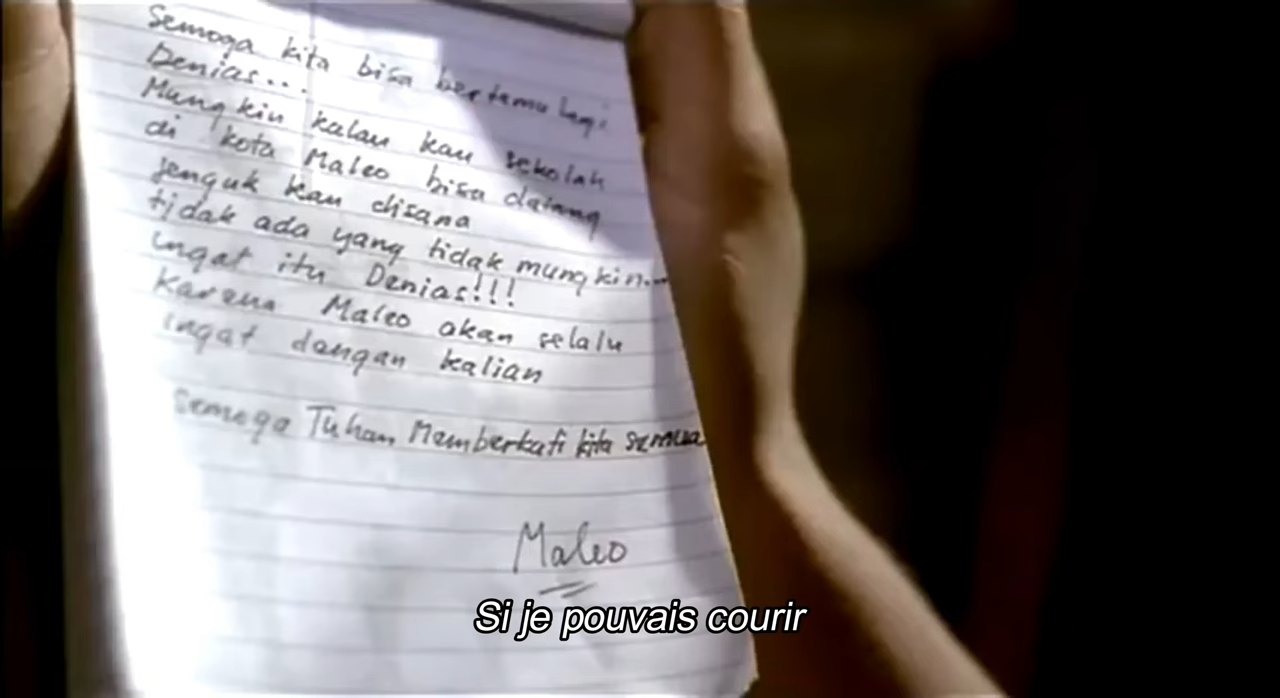 Semoga kita bisa bertemu lagi
Denias...
Mungkin kalau kau sekolah
di kota Maleo bisa datang
jenguk kau disana
tidak ada yang tidak mungkin...
ingat itu Denias!!!
Karena Maleo akan selalu
ingat dangan kalian
Semoga Tuhan Memberkati kita semua
Maleo
Si je pouvais courir